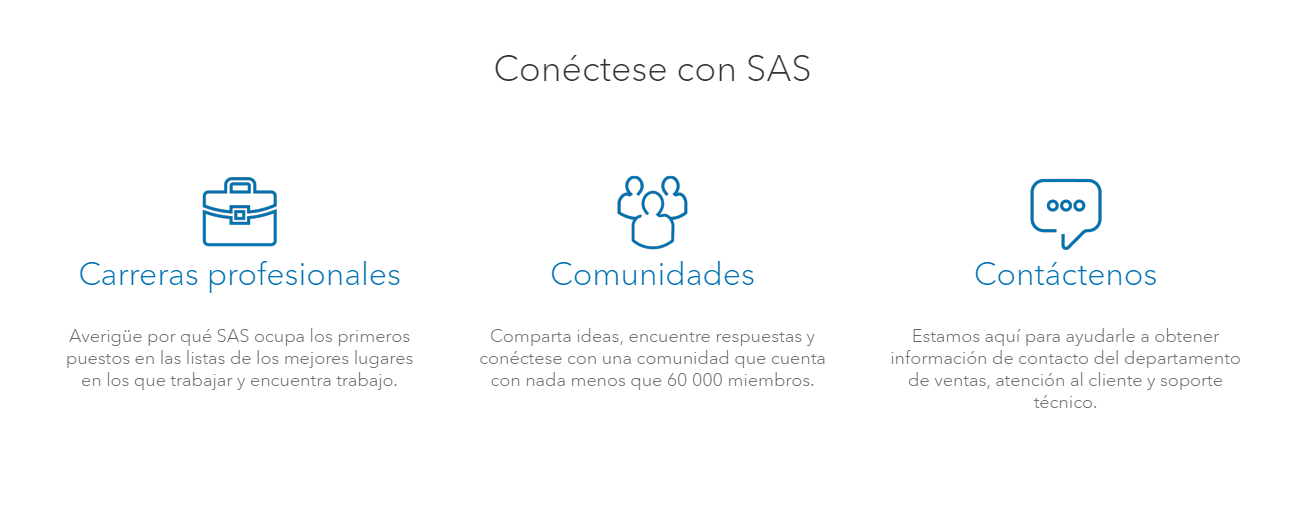 Conéctese con SAS
Carreras profesionales
Averigüe por qué SAS ocupa los primeros
puestos en las listas de los mejores lugares
en los que trabajar y encuentra trabajo.
Comunidades
Comparta ideas, encuentre respuestas y
conéctese con una comunidad que cuenta
con nada menos que 60 000 miembros.
Contáctenos
Estamos aquí para ayudarle a obtener
información de contacto del departamento
de ventas, atención al cliente y soporte
técnico.